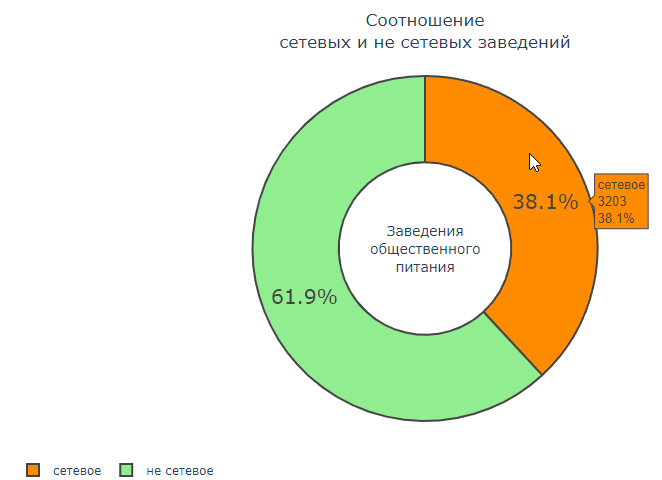 Соотношение
сетевых и не сетевых заведений
38.1%
сетевое
3203
38.1%
Заведения
общественного
питания
61.9%
сетевое
не сетевое